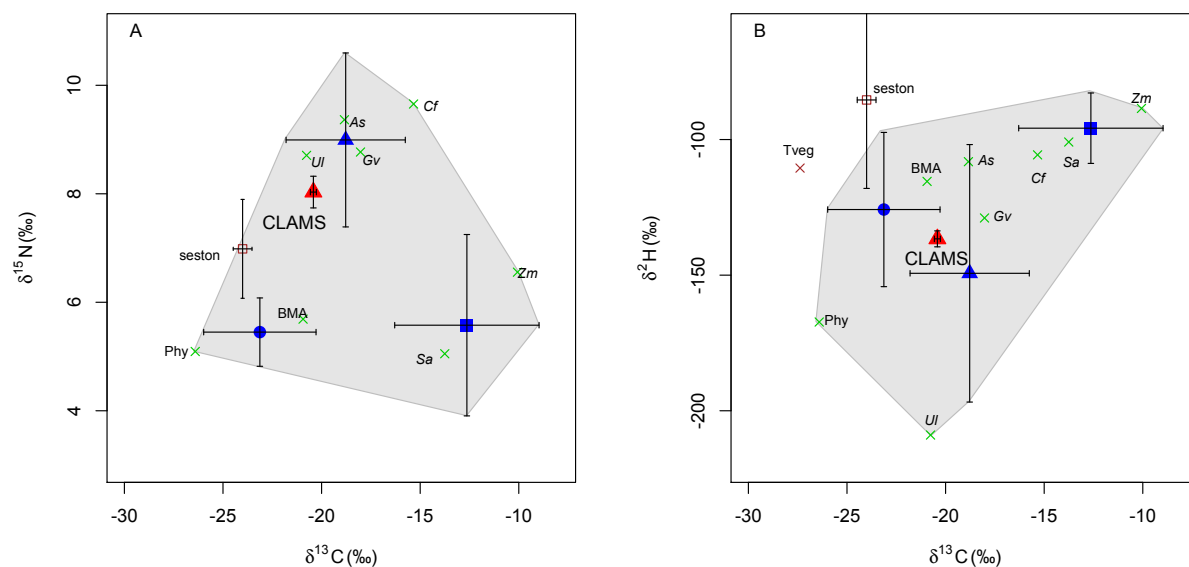 A
10
8
6
4
δ15N (‰)
Cf
As
Gv
Ul
CLAMS
seston
Zm
BMA
Phy
Sa
-30
-25
-20
-15
-10
δ13C (‰)
B
-100
-150
-200
δ2H (‰)
seston
Zm
Tveg
BMA
As
Sa
Cf
Gv
CLAMS
Phy
Ul
-30
-25
-20
-15
-10
δ13C (‰)